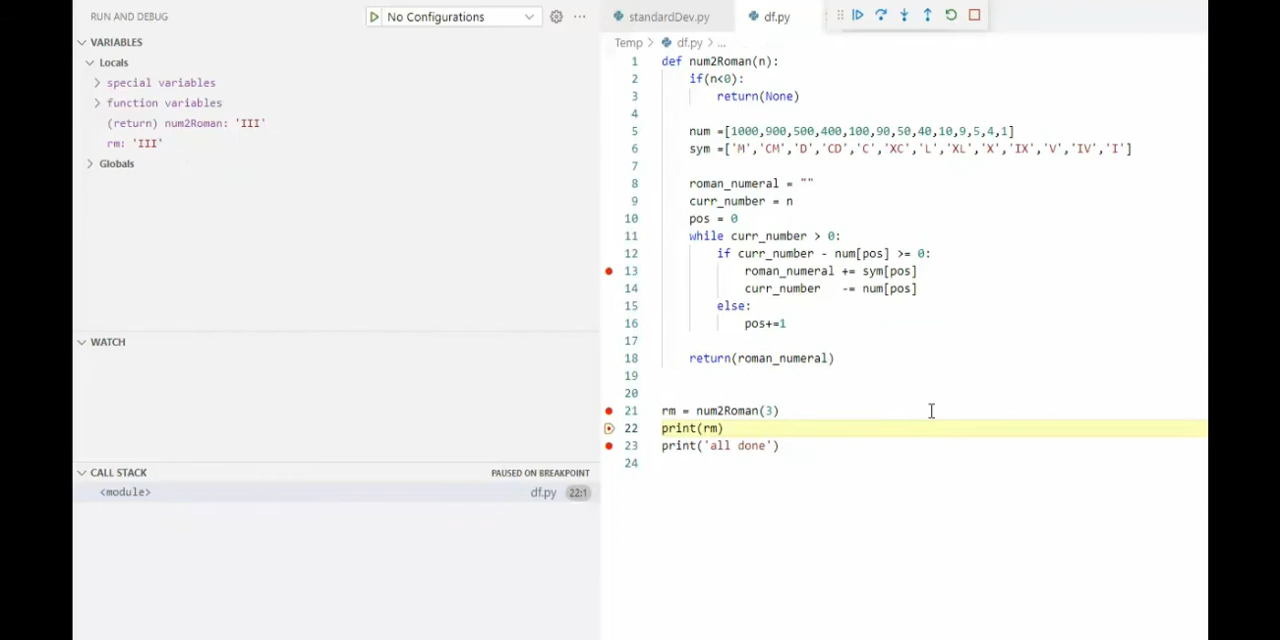 RUN AND DEBUG
No Configurations
VARIABLES
Locals
special variables
function variables
(return) num2Roman: 'III'
rm: 'III'
Globals
WATCH
CALL STACK
PAUSED ON BREAKPOINT
<module>
df.py
22:1
standardDev.py
df.py
Temp > df.py > ...
1 def num2Roman(n):
2 if(n<0):
3 return(None)
4
5 num =[1000,900,500,400,100,90,50,40,10,9,5,4,1]
6 sym =['M','CM','D','CD','C','XC','L','XL','X','IX','V','IV','I']
7
8 roman_numeral = ""
9 curr_number = n
10 pos = 0
11 while curr_number > 0:
12 if curr_number - num[pos] >= 0:
13 roman_numeral += sym[pos]
14 curr_number -= num[pos]
15 else:
16 pos+=1
17
18 return(roman_numeral)
19
20
21 rm = num2Roman(3)
22 print(rm)
23 print('all done')
24